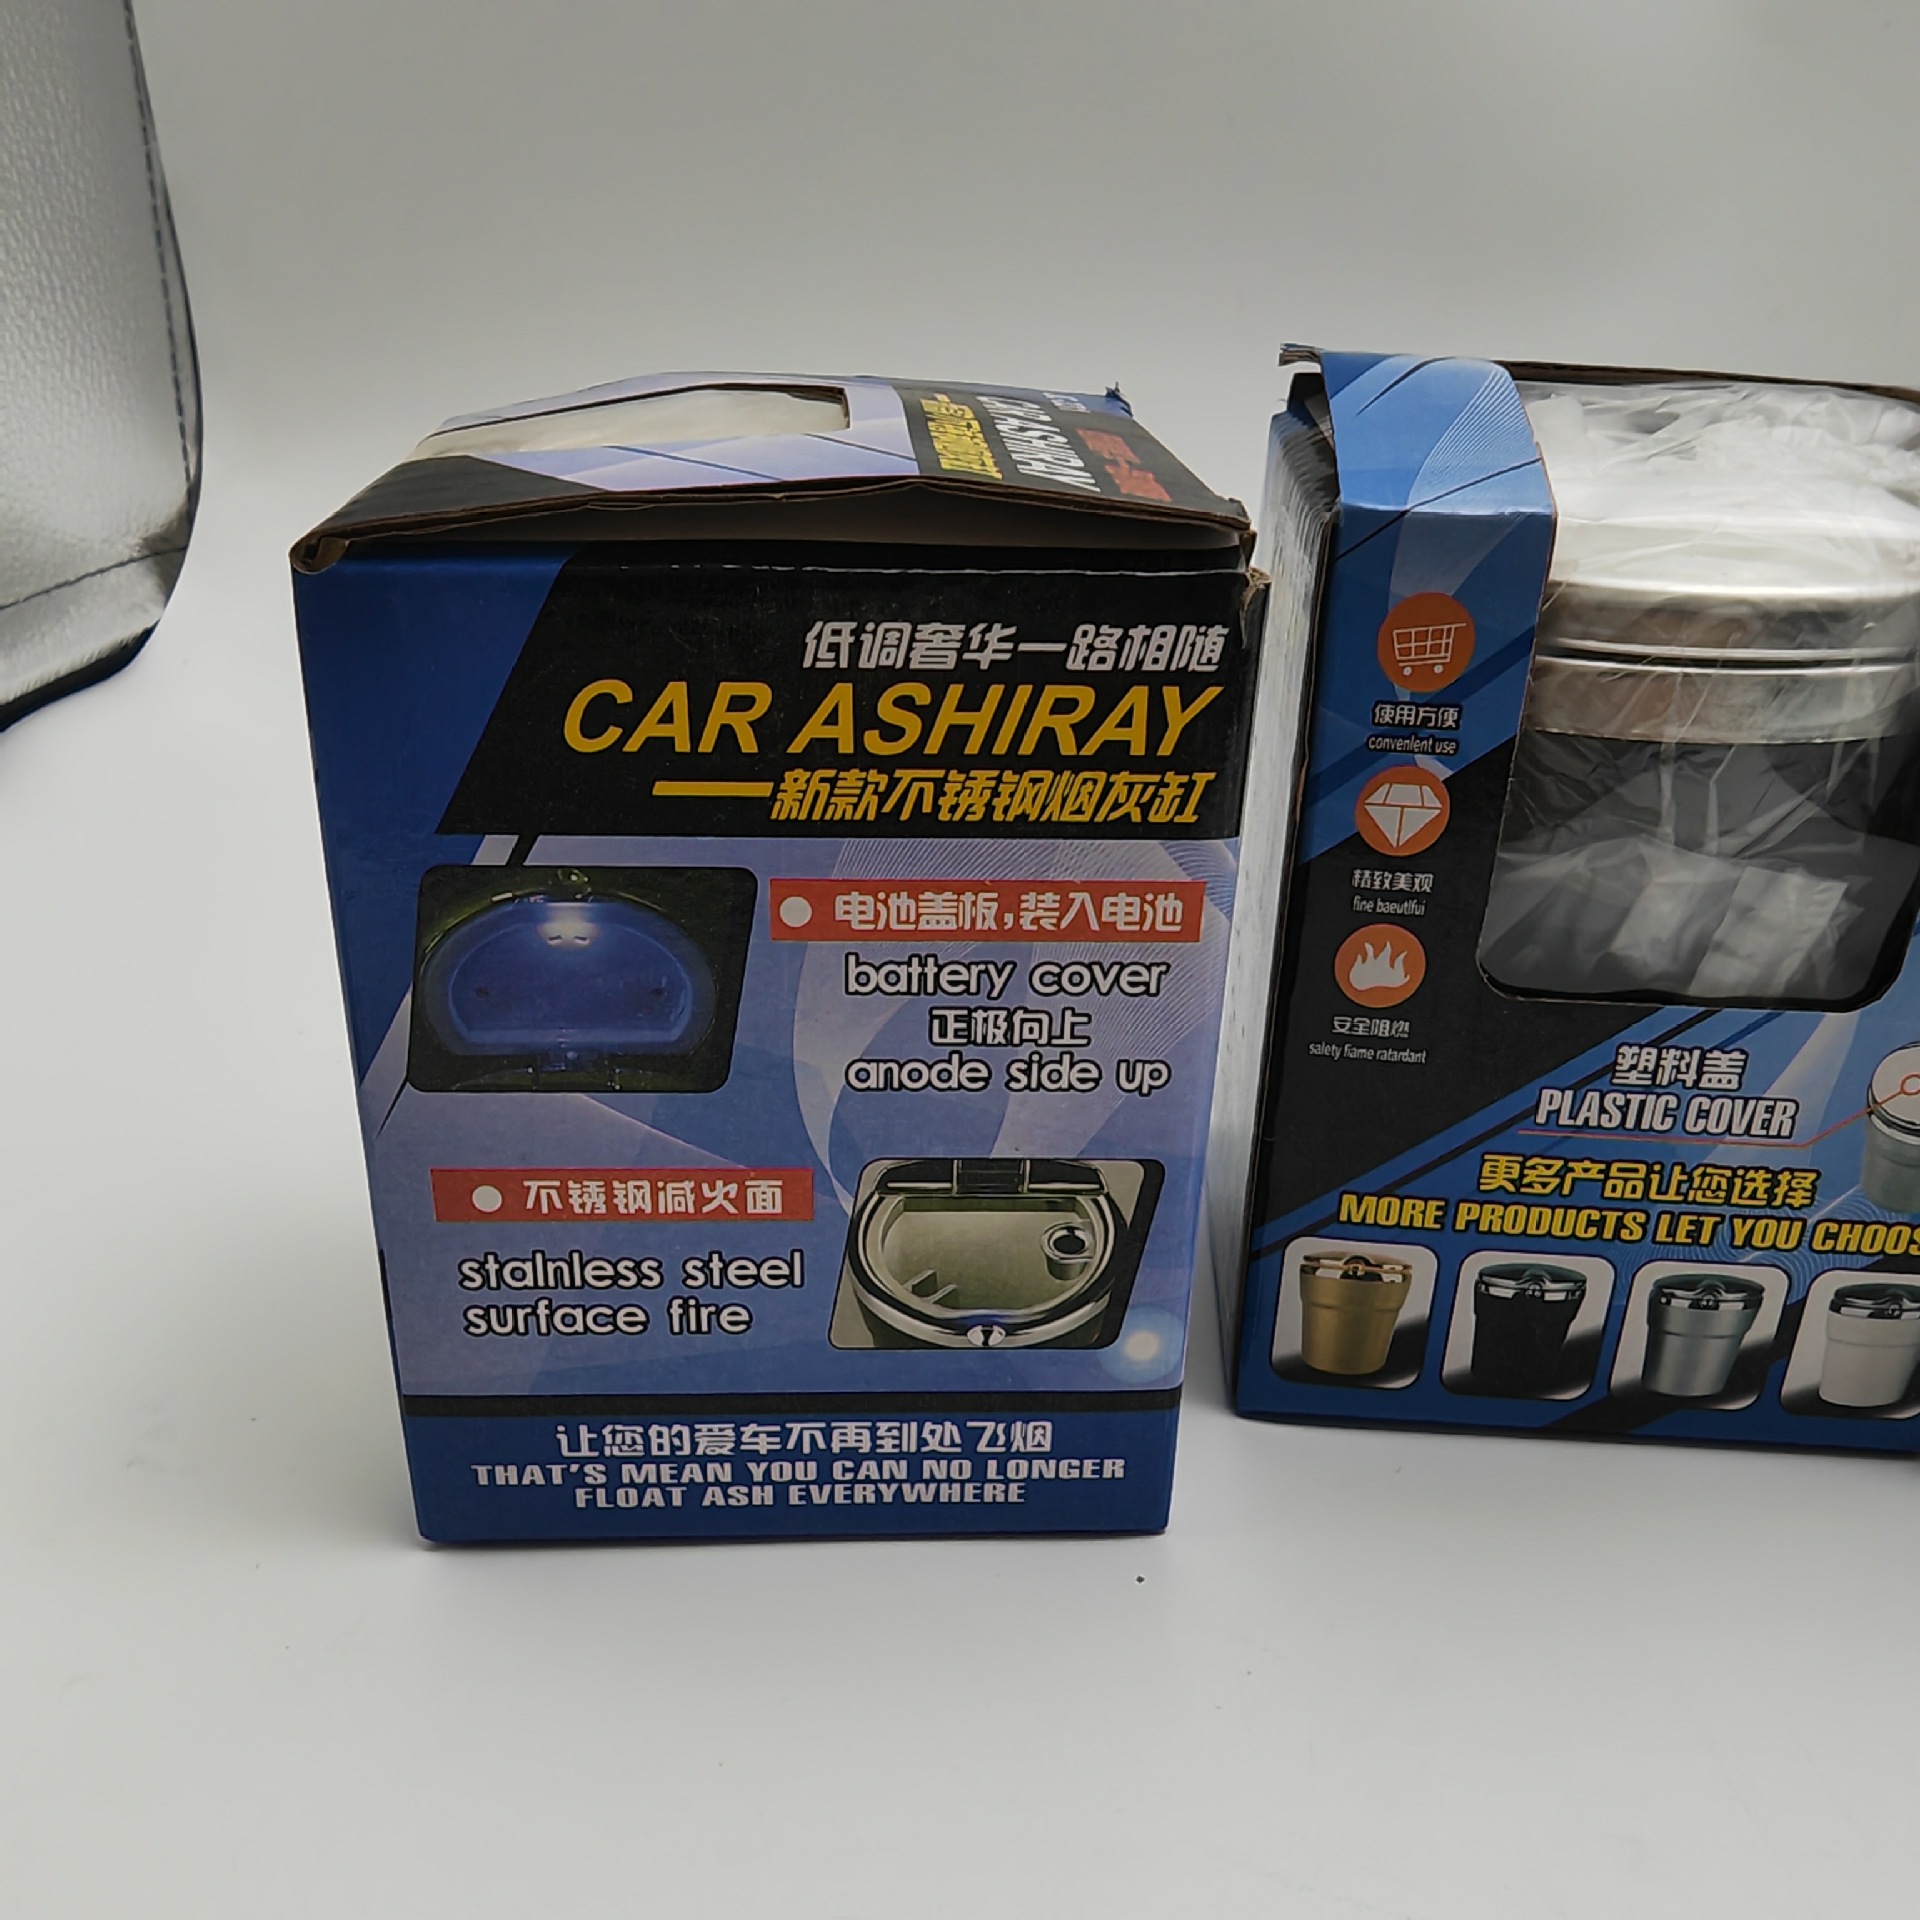 低调奢华一路相随
CAR ASHIRAY
新款不锈钢烟灰缸
电池盖板,装入电池
battery cover
正极向上
anode side up
不锈钢减火面
stalnless steel
surface fire
让您的爱车不再到处飞烟
THAT'S MEAN YOU CAN NO LONGER
FLOAT ASH EVERYWHERE
CAR ASHIRAY
使用方便
convenlent use
精致美观
fine baeutifui
安全阻燃
salety fiame ratardant
塑料盖
PLASTIC COVER
更多产品让您选择
MORE PRODUCTS LET YOU CHOOS